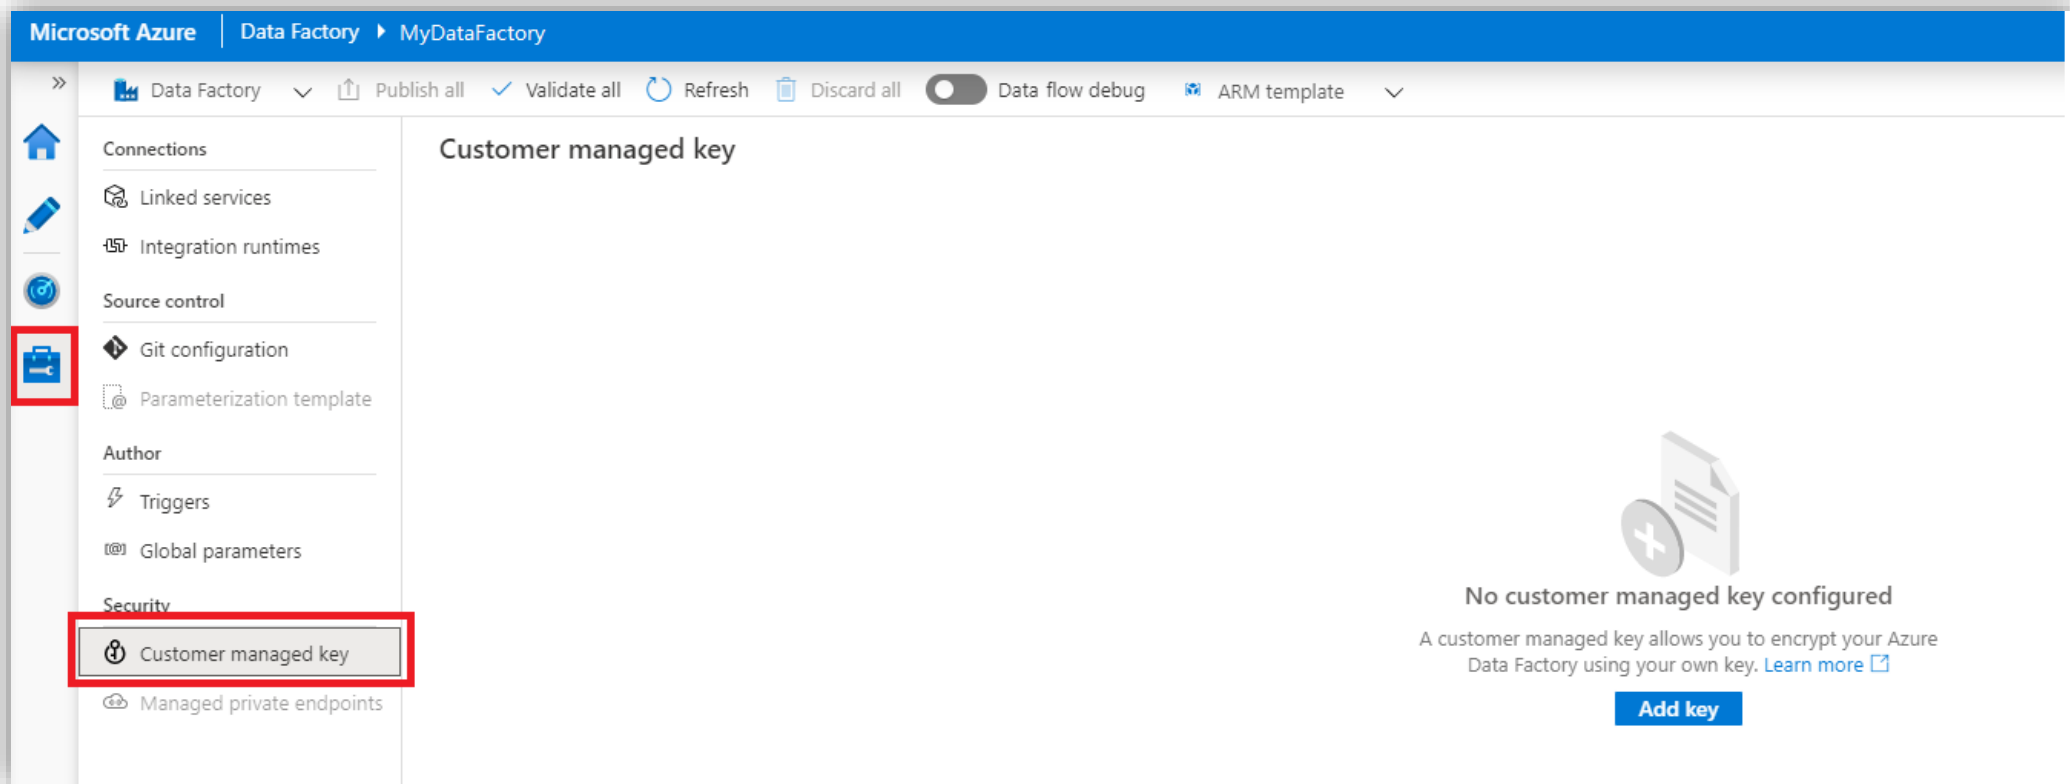 Microsoft Azure Data Factory MyDataFactory
Data Factory Publish all Validate all Refresh Discard all Data flow debug ARM template
Connections
Linked services
Integration runtimes
Source control
Git configuration
Parameterization template
Author
Triggers
Global parameters
Security
Customer managed key
Managed private endpoints
Customer managed key
No customer managed key configured
A customer managed key allows you to encrypt your Azure
Data Factory using your own key. Learn more
Add key